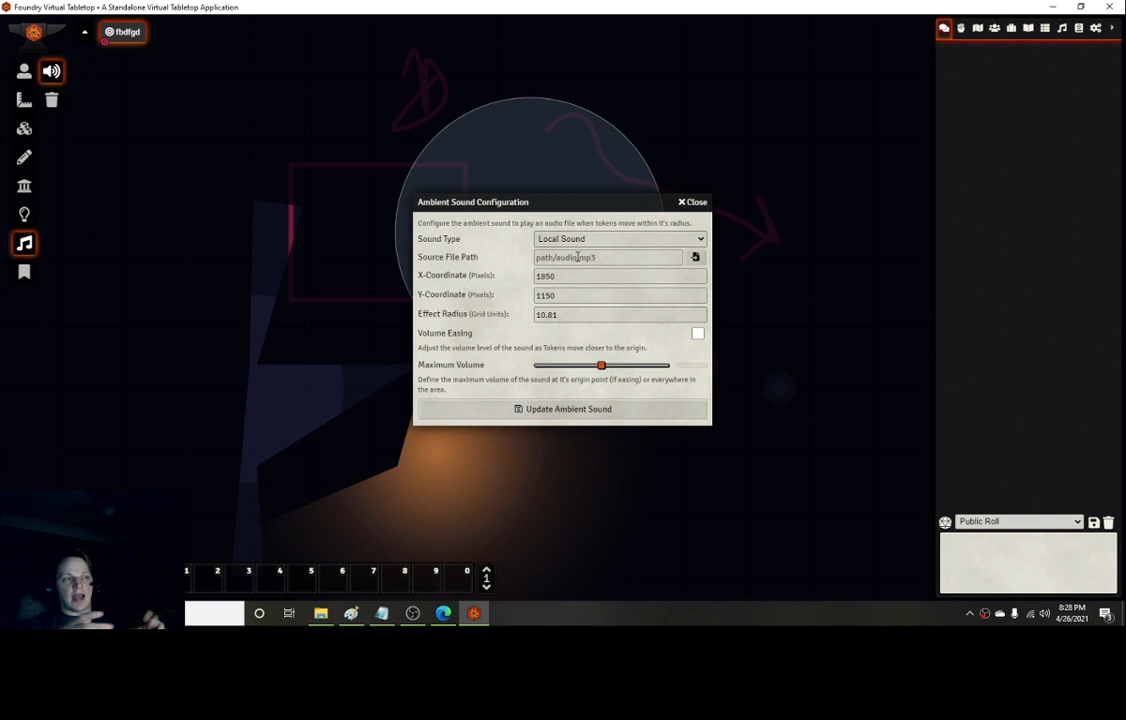 Foundry Virtual Tabletop • A Standalone Virtual Tabletop Application
fbdfgd
Ambient Sound Configuration
Close
Configure the ambient sound to play an audio file when tokens move within it's radius.
Sound Type
Local Sound
Source File Path
path/audio.mp3
X-Coordinate (Pixels):
1850
Y-Coordinate (Pixels):
1150
Effect Radius (Grid Units):
10.81
Volume Easing
Adjust the volume level of the sound as Tokens move closer to the origin.
Maximum Volume
Define the maximum volume of the sound at it's origin point (if easing) or everywhere in
the area.
Update Ambient Sound
Public Roll
1 2 3 4 5 6 7 8 9 0
1
8:28 PM
4/26/2021
3